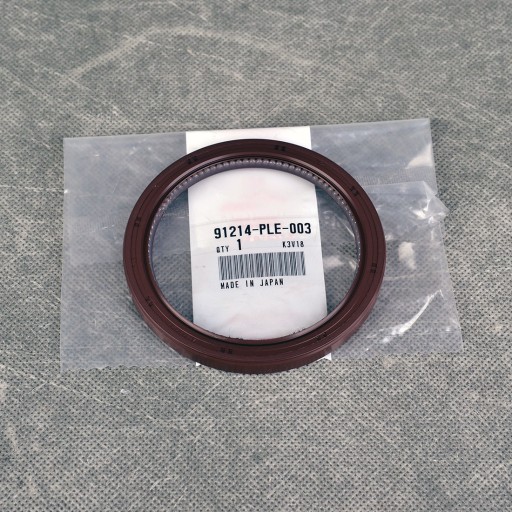 91214-PLE-003
QTY 1 K3V18
MADE IN JAPAN